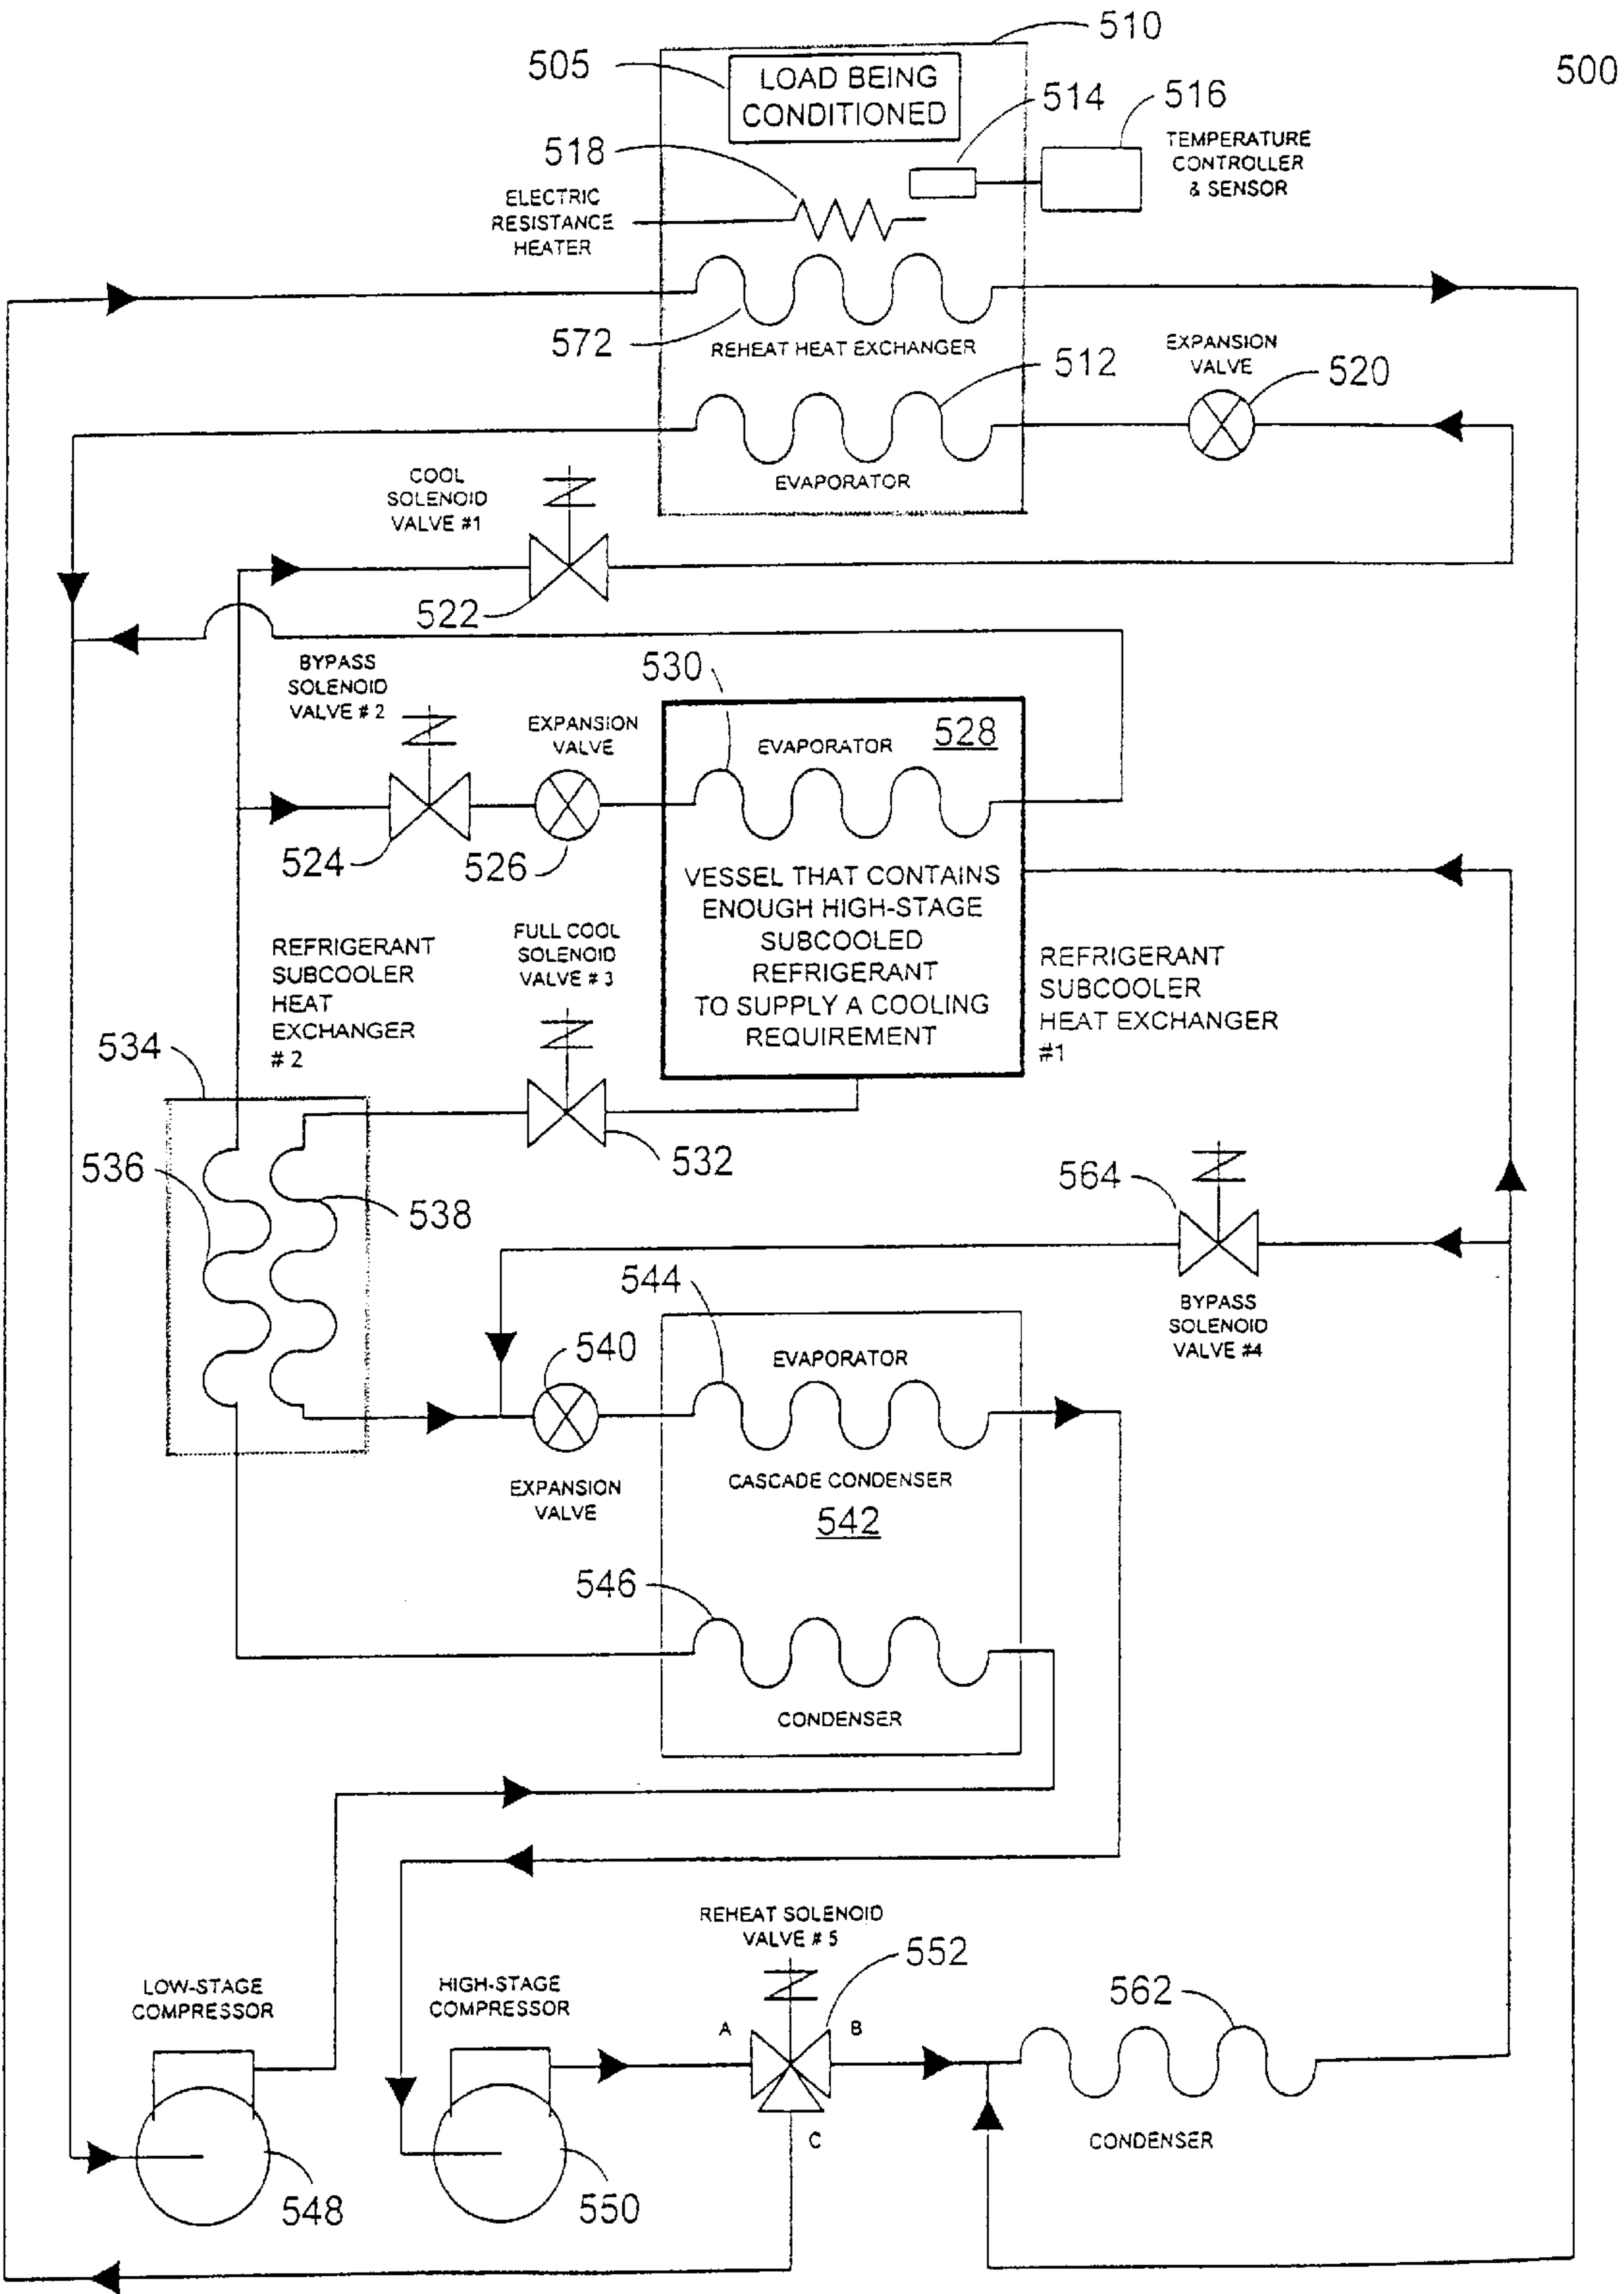 510
500
505
LOAD BEING
CONDITIONED
514
516
TEMPERATURE
CONTROLLER
& SENSOR
518
ELECTRIC
RESISTANCE
HEATER
572
REHEAT HEAT EXCHANGER
512
EXPANSION
VALVE
520
EVAPORATOR
COOL
SOLENOID
VALVE #1
522
BYPASS
SOLENOID
VALVE # 2
530
EXPANSION
VALVE
EVAPORATOR
528
524
526
VESSEL THAT CONTAINS
ENOUGH HIGH-STAGE
SUBCOOLED
REFRIGERANT
TO SUPPLY A COOLING
REQUIREMENT
REFRIGERANT
SUBCOOLER
HEAT
EXCHANGER
# 2
FULL COOL
SOLENOID
VALVE # 3
REFRIGERANT
SUBCOOLER
HEAT EXCHANGER
#1
534
532
536
538
564
BYPASS
SOLENOID
VALVE #4
544
540
EVAPORATOR
EXPANSION
VALVE
CASCADE CONDENSER
542
546
CONDENSER
REHEAT SOLENOID
VALVE # 5
552
LOW-STAGE
COMPRESSOR
HIGH-STAGE
COMPRESSOR
562
A
B
C
CONDENSER
548
550